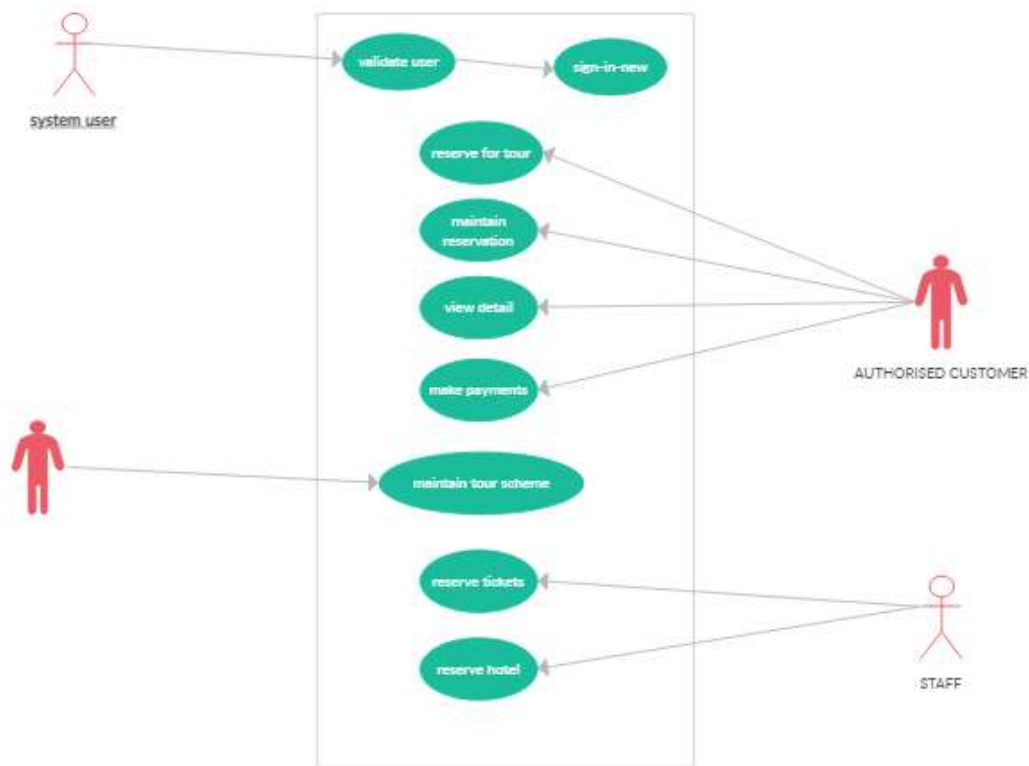 validate user
sign-in-new
system user
reserve for tour
maintain
reservation
view detail
make payments
AUTHORISED CUSTOMER
maintain tour scheme
reserve tickets
reserve hotel
STAFF